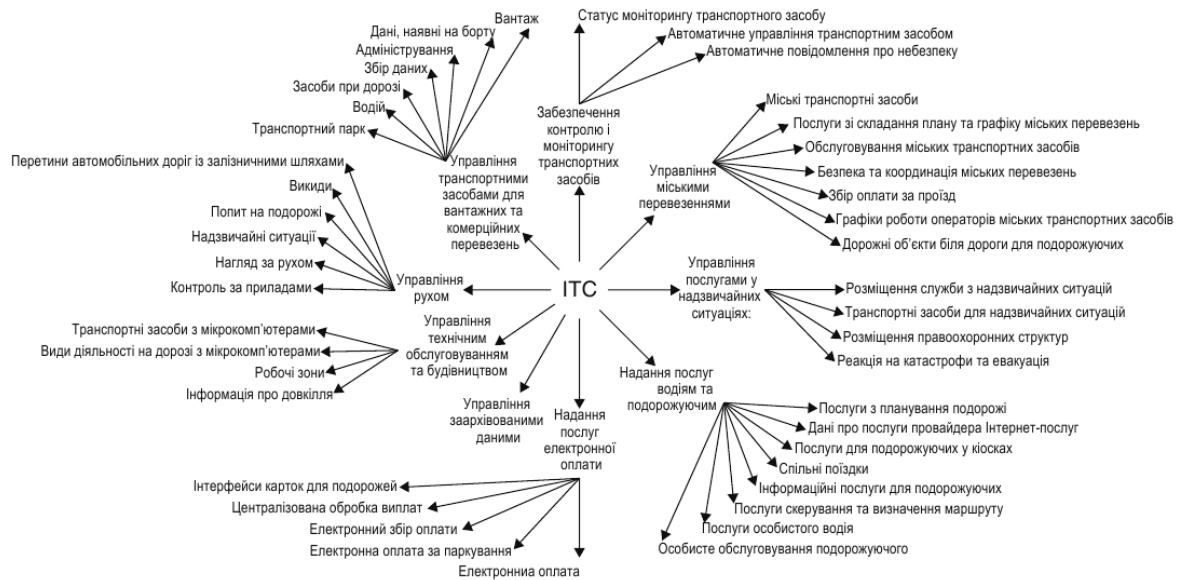 Статус моніторингу транспортного засобу
Автоматичне управління транспортним засобом
Автоматичне повідомлення про небезпеку
Забезпечення
контролю і
моніторингу
транспортних
засобів
Вантаж
Дані, наявні на борту
Адміністрування
Збір даних
Засоби при дорозі
Водій
Транспортний парк
Управління
транспортними
засобами для
вантажних та
комерційних
перевезень
Міські транспортні засоби
Послуги зі складання плану та графіку міських перевезень
Обслуговування міських транспортних засобів
Безпека та координація міських перевезень
Збір оплати за проїзд
Графіки роботи операторів міських транспортних засобів
Дорожні об’єкти біля дороги для подорожуючих
Управління
міськими
перевезеннями
Перетини автомобільних доріг із залізничними шляхами
Викиди
Попит на подорожі
Надзвичайні ситуації
Нагляд за рухом
Контроль за приладами
Управління
рухом
ІТС
Управління
послугами у
надзвичайних
ситуаціях:
Розміщення служби з надзвичайних ситуацій
Транспортні засоби для надзвичайних ситуацій
Розміщення правоохоронних структур
Реакція на катастрофи та евакуація
Транспортні засоби з мікрокомп’ютерами
Види діяльності на дорозі з мікрокомп’ютерами
Робочі зони
Інформація про довкілля
Управління
технічним
обслуговуванням
та будівництвом
Управління
заархівованими
даними
Надання
послуг
електронної
оплати
Надання послуг
водіям та
подорожуючим
Послуги з планування подорожі
Дані про послуги провайдера Інтернет-послуг
Послуги для подорожуючих у кіосках
Спільні поїздки
Інформаційні послуги для подорожуючих
Послуги скерування та визначення маршруту
Послуги особистого водія
Особисте обслуговування подорожуючого
Інтерфейси карток для подорожей
Централізована обробка виплат
Електронний збір оплати
Електронна оплата за паркування
Електронниа оплата